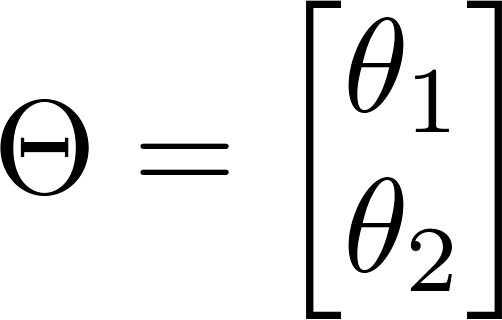 Θ = [θ₁
θ₂]